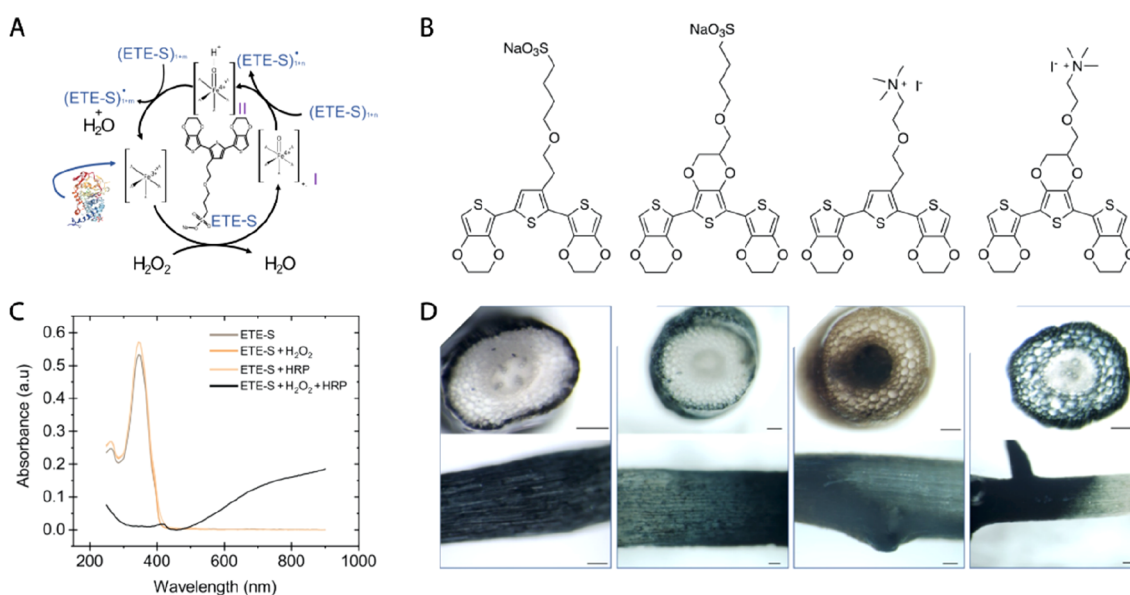 A
H⁺
(ETE-S)₁₊ₘ
(ETE-S)•₁₊ₙ
II
(ETE-S)•₁₊ₘ
+
H₂O
(ETE-S)₁₊ₙ
I
ETE-S
H₂O₂
H₂O
B
NaO₃S
O
S
S
S
O
O
O
O
NaO₃S
O
O
O
S
S
S
O
O
O
O
N⁺
I⁻
O
S
S
S
O
O
O
O
I⁻ ⁺N
O
O
O
S
S
S
O
O
O
O
C
ETE-S
ETE-S + H₂O₂
ETE-S + HRP
ETE-S + H₂O₂ + HRP
Absorbance (a.u)
0.6
0.5
0.4
0.3
0.2
0.1
0.0
200
400
600
800
1000
Wavelength (nm)
D